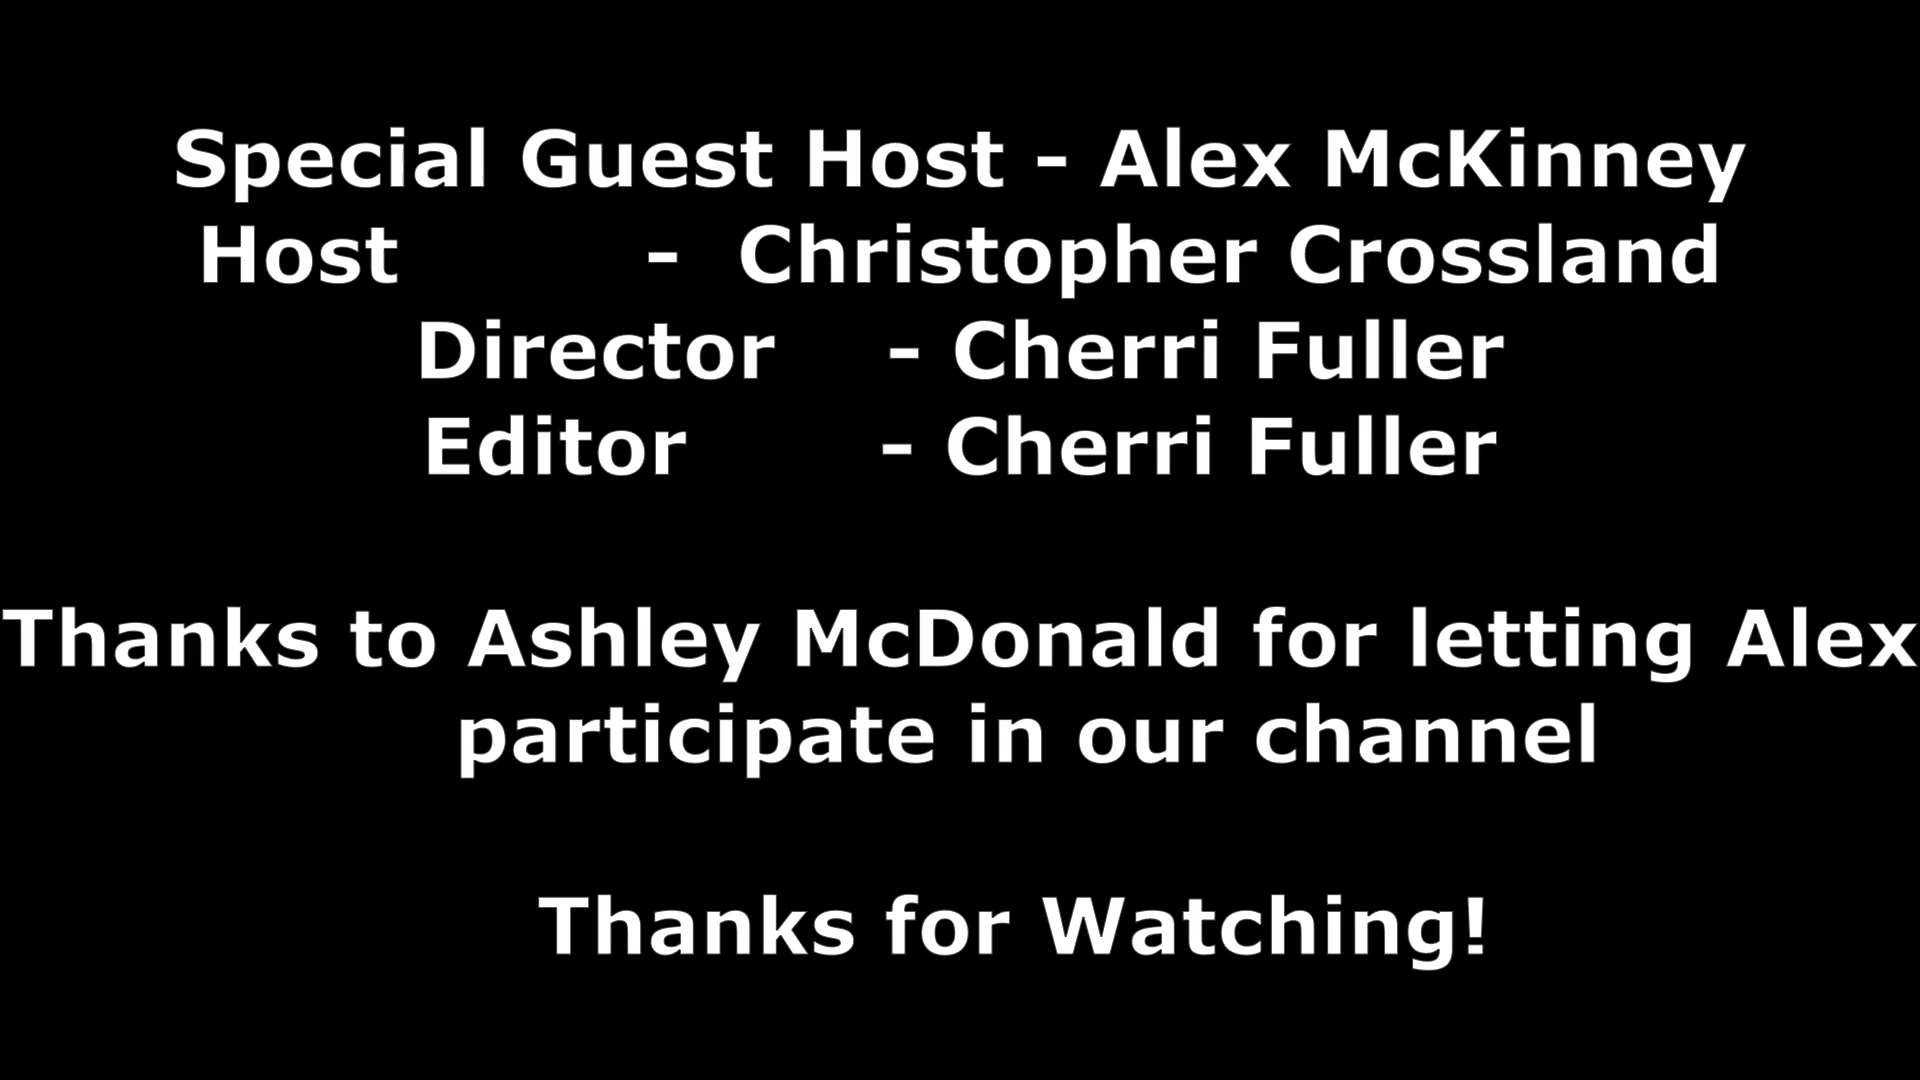 Special Guest Host - Alex McKinney
Host - Christopher Crossland
Director - Cherri Fuller
Editor - Cherri Fuller
Thanks to Ashley McDonald for letting Alex
participate in our channel
Thanks for Watching!